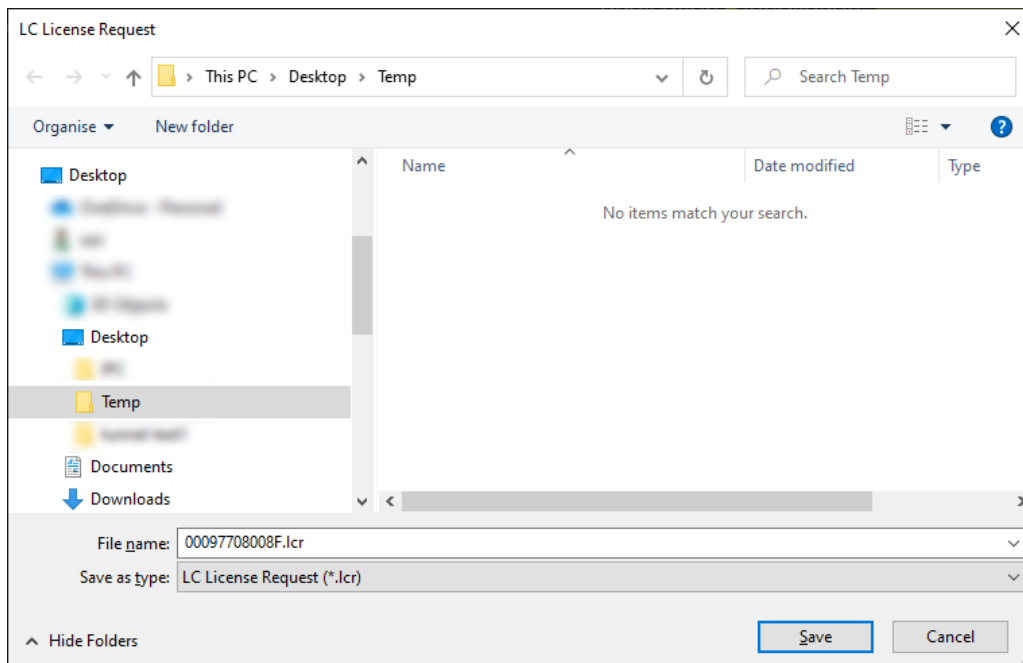 LC License Request
This PC > Desktop > Temp
Search Temp
Organise
New folder
Name
Date modified
Type
No items match your search.
Desktop
Desktop
Temp
Documents
Downloads
File name: 00097708008F.lcr
Save as type: LC License Request (*.lcr)
Hide Folders
Save
Cancel